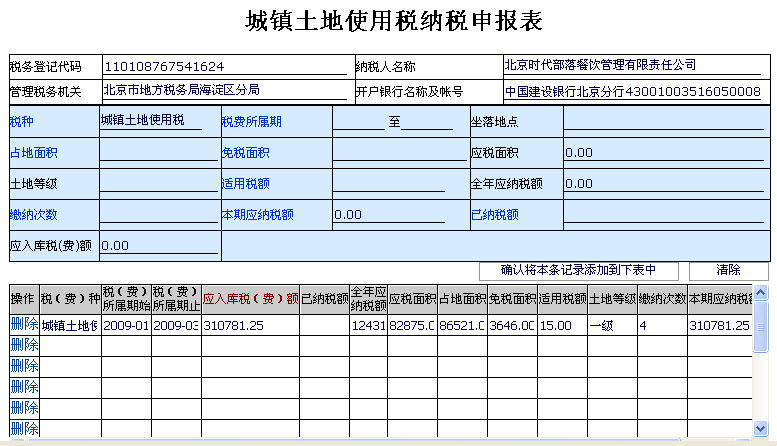 城镇土地使用税纳税申报表
税务登记代码 110108767541624 纳税人名称 北京时代部落餐饮管理有限责任公司
管理税务机关 北京市地方税务局海淀区分局 开户银行名称及帐号 中国建设银行北京分行43001003516050008
税种 城镇土地使用税 税费所属期 至 坐落地点
占地面积 免税面积 应税面积 0.00
土地等级 适用税额 全年应纳税额 0.00
缴纳次数 本期应纳税额 0.00 已纳税额
应入库税(费)额 0.00
确认将本条记录添加到下表中 清除
操作 税（费）种 税（费）所属期始 税（费）所属期止 应入库税（费）额 已纳税额 全年应纳税额 应税面积 占地面积 免税面积 适用税额 土地等级 缴纳次数 本期应纳税额
删除 城镇土地使 2009-01 2009-03 310781.25 12431 82875.0 86521.0 3646.00 15.00 一级 4 310781.25
删除
删除
删除
删除
删除